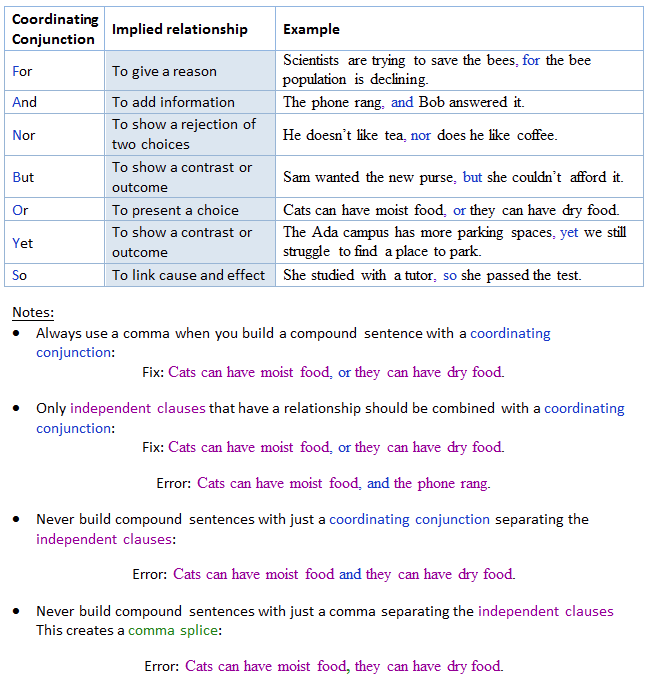 Coordinating Conjunction Implied relationship Example
For To give a reason Scientists are trying to save the bees, for the bee population is declining.
And To add information The phone rang, and Bob answered it.
Nor To show a rejection of two choices He doesn’t like tea, nor does he like coffee.
But To show a contrast or outcome Sam wanted the new purse, but she couldn’t afford it.
Or To present a choice Cats can have moist food, or they can have dry food.
Yet To show a contrast or outcome The Ada campus has more parking spaces, yet we still struggle to find a place to park.
So To link cause and effect She studied with a tutor, so she passed the test.
Notes:
• Always use a comma when you build a compound sentence with a coordinating
conjunction:
Fix: Cats can have moist food, or they can have dry food.
• Only independent clauses that have a relationship should be combined with a coordinating
conjunction:
Fix: Cats can have moist food, or they can have dry food.
Error: Cats can have moist food, and the phone rang.
• Never build compound sentences with just a coordinating conjunction separating the
independent clauses:
Error: Cats can have moist food and they can have dry food.
• Never build compound sentences with just a comma separating the independent clauses
This creates a comma splice:
Error: Cats can have moist food, they can have dry food.